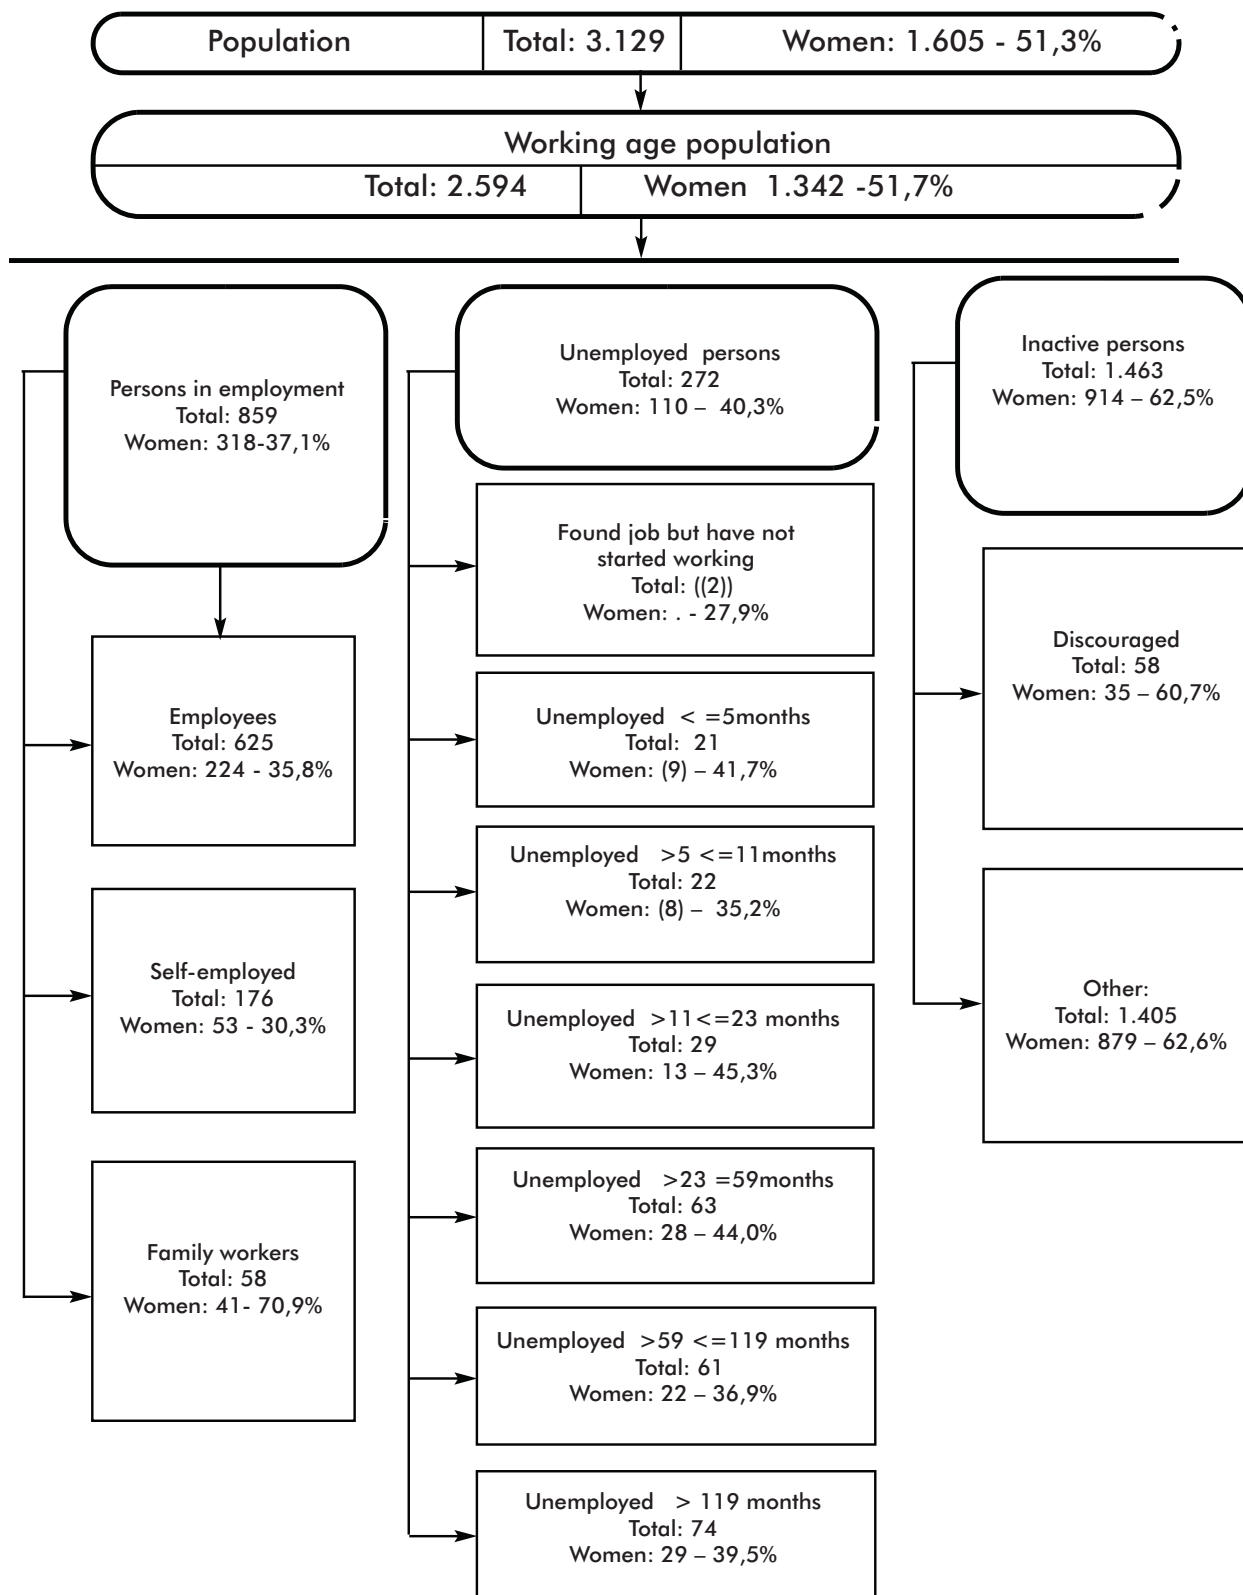 Population Total: 3.129 Women: 1.605 - 51,3%
Working age population
Total: 2.594 Women 1.342 -51,7%
Persons in employment
Total: 859
Women: 318-37,1%
Employees
Total: 625
Women: 224 - 35,8%
Self-employed
Total: 176
Women: 53 - 30,3%
Family workers
Total: 58
Women: 41- 70,9%
Unemployed persons
Total: 272
Women: 110 – 40,3%
Found job but have not
started working
Total: ((2))
Women: . - 27,9%
Unemployed < =5months
Total: 21
Women: (9) – 41,7%
Unemployed >5 <=11months
Total: 22
Women: (8) – 35,2%
Unemployed >11<=23 months
Total: 29
Women: 13 – 45,3%
Unemployed >23 =59months
Total: 63
Women: 28 – 44,0%
Unemployed >59 <=119 months
Total: 61
Women: 22 – 36,9%
Unemployed > 119 months
Total: 74
Women: 29 – 39,5%
Inactive persons
Total: 1.463
Women: 914 – 62,5%
Discouraged
Total: 58
Women: 35 – 60,7%
Other:
Total: 1.405
Women: 879 – 62,6%